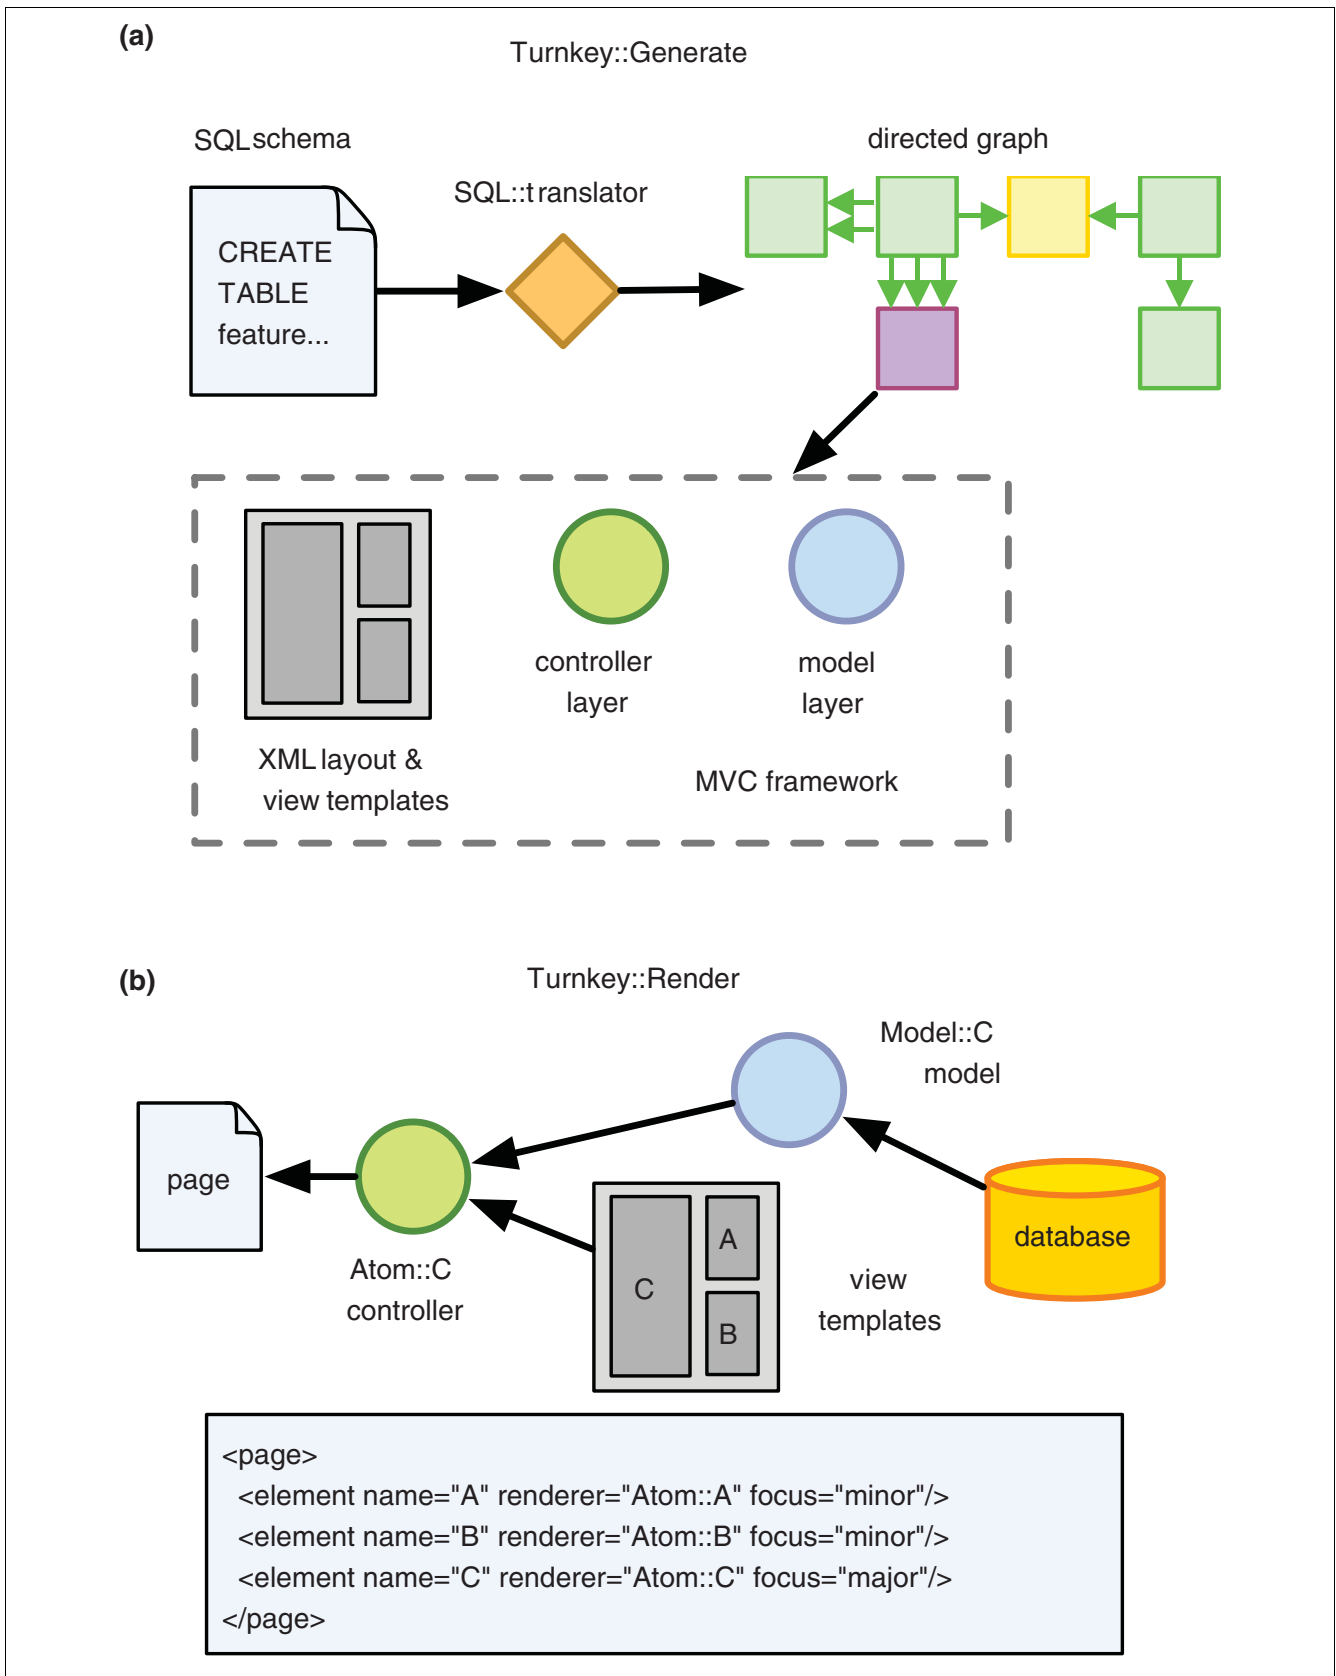 (a)
Turnkey::Generate
SQL schema
directed graph
SQL::translator
CREATE
TABLE
feature...
controller
layer
model
layer
XML layout &
view templates
MVC framework
(b)
Turnkey::Render
Model::C
model
page
database
A
C
B
Atom::C
controller
view
templates
<page>
<element name="A" renderer="Atom::A" focus="minor"/>
<element name="B" renderer="Atom::B" focus="minor"/>
<element name="C" renderer="Atom::C" focus="major"/>
</page>